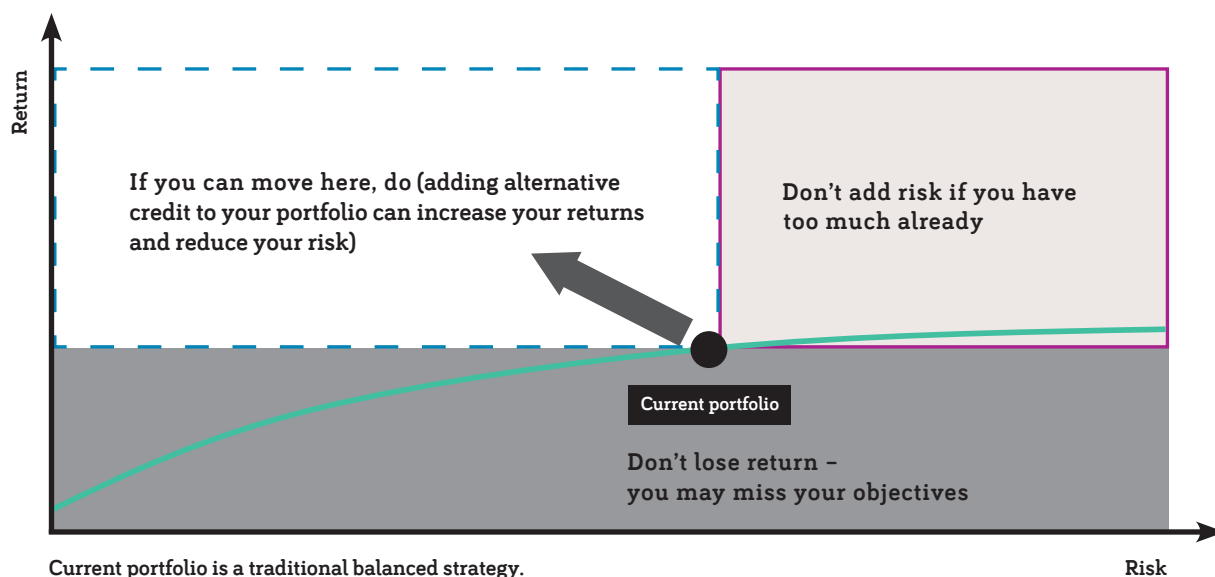 Return
If you can move here, do (adding alternative
credit to your portfolio can increase your returns
and reduce your risk)
Don’t add risk if you have
too much already
Current portfolio
Don’t lose return –
you may miss your objectives
Current portfolio is a traditional balanced strategy.
Risk